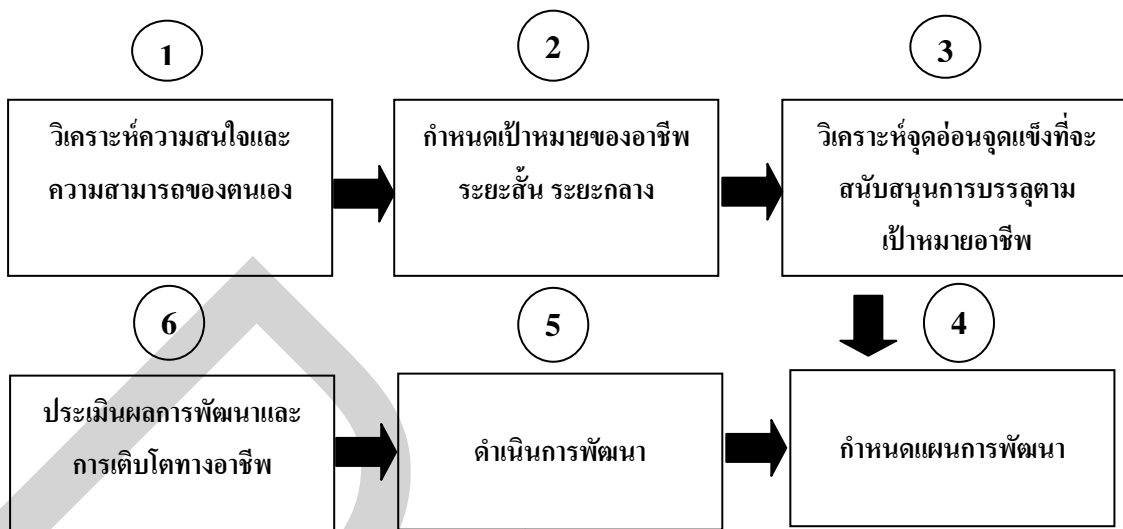 1
วิเคราะห์ความสนใจและ
ความสามารถของตนเอง
2
กำหนดเป้าหมายของอาชีพ
ระยะสั้น ระยะกลาง
3
วิเคราะห์จุดอ่อนจุดแข็งที่จะ
สนับสนุนการบรรลุตาม
เป้าหมายอาชีพ
4
กำหนดแผนการพัฒนา
5
ดำเนินการพัฒนา
6
ประเมินผลการพัฒนาและ
การเติบโตทางอาชีพ